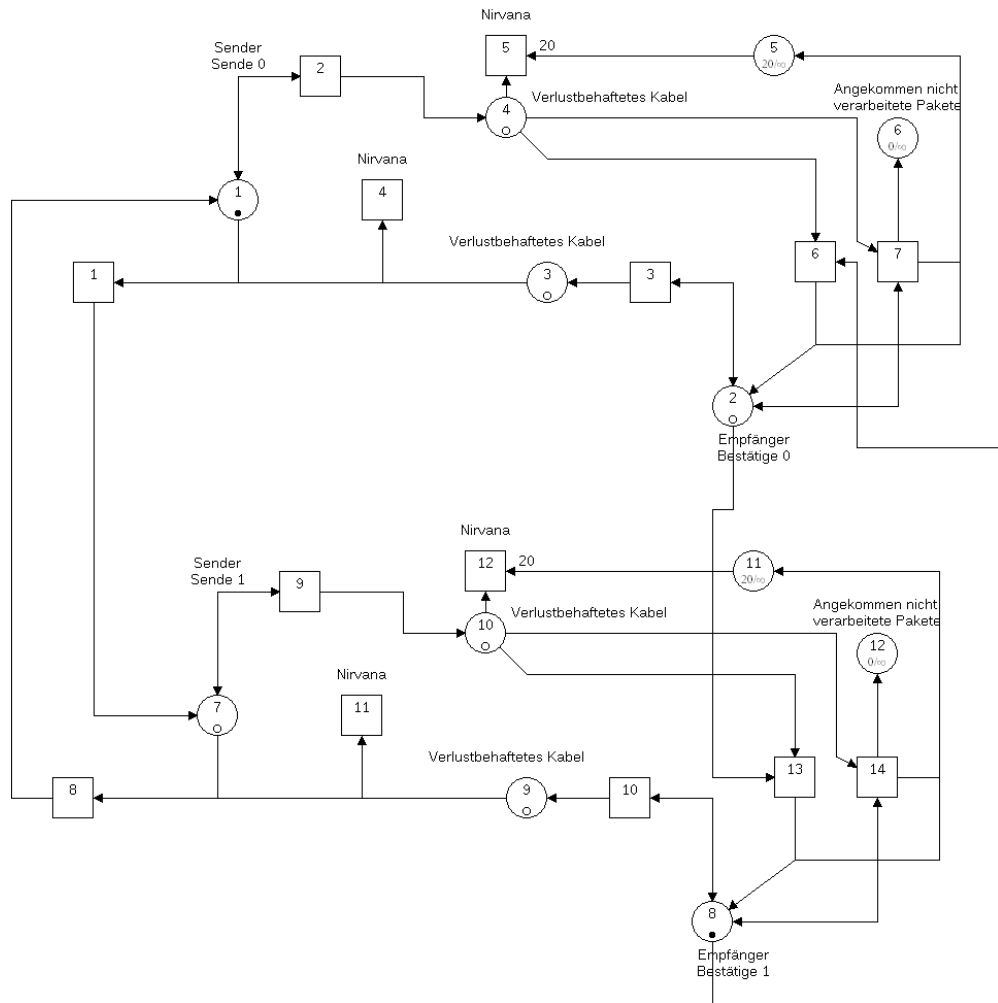 Nirvana
5
20
5
20/∞
Sender
Sende 0
2
Verlustbehaftetes Kabel
4
Angekommen nicht
verarbeitete Pakete
6
0/∞
Nirvana
4
1
Verlustbehaftetes Kabel
6
7
1
3
3
2
Empfänger
Bestätige 0
Nirvana
12
20
11
20/∞
Sender
Sende 1
9
Verlustbehaftetes Kabel
10
Angekommen nicht
verarbeitete Pakete
12
0/∞
Nirvana
11
7
Verlustbehaftetes Kabel
13
14
8
9
10
8
Empfänger
Bestätige 1